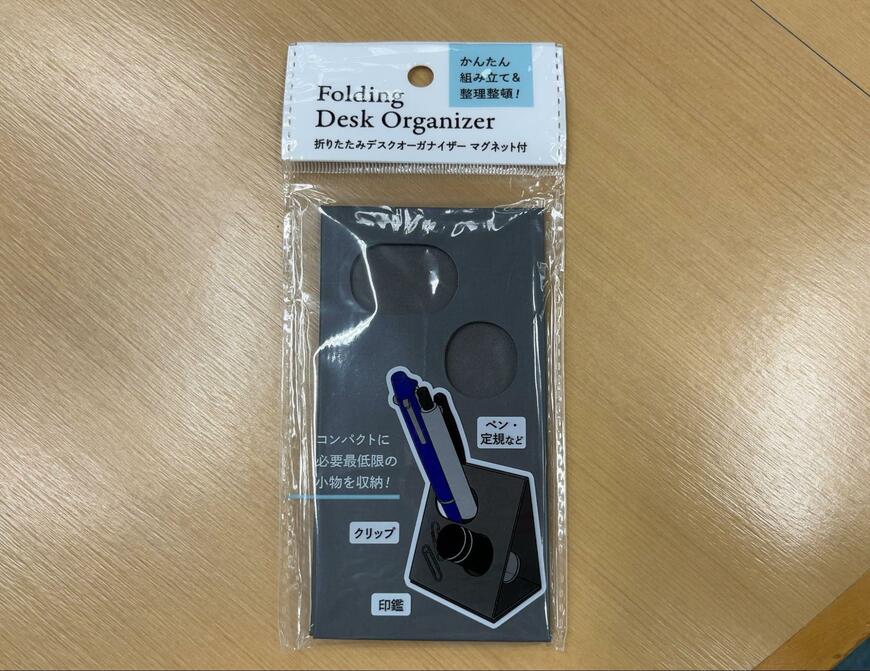 かんたん
組み立て&
整理整頓!
Folding
Desk Organizer
折りたたみデスクオーガナイザー マグネット付
ペン・
定規など
コンパクトに
必要最低限の
小物を収納!
クリップ
印鑑